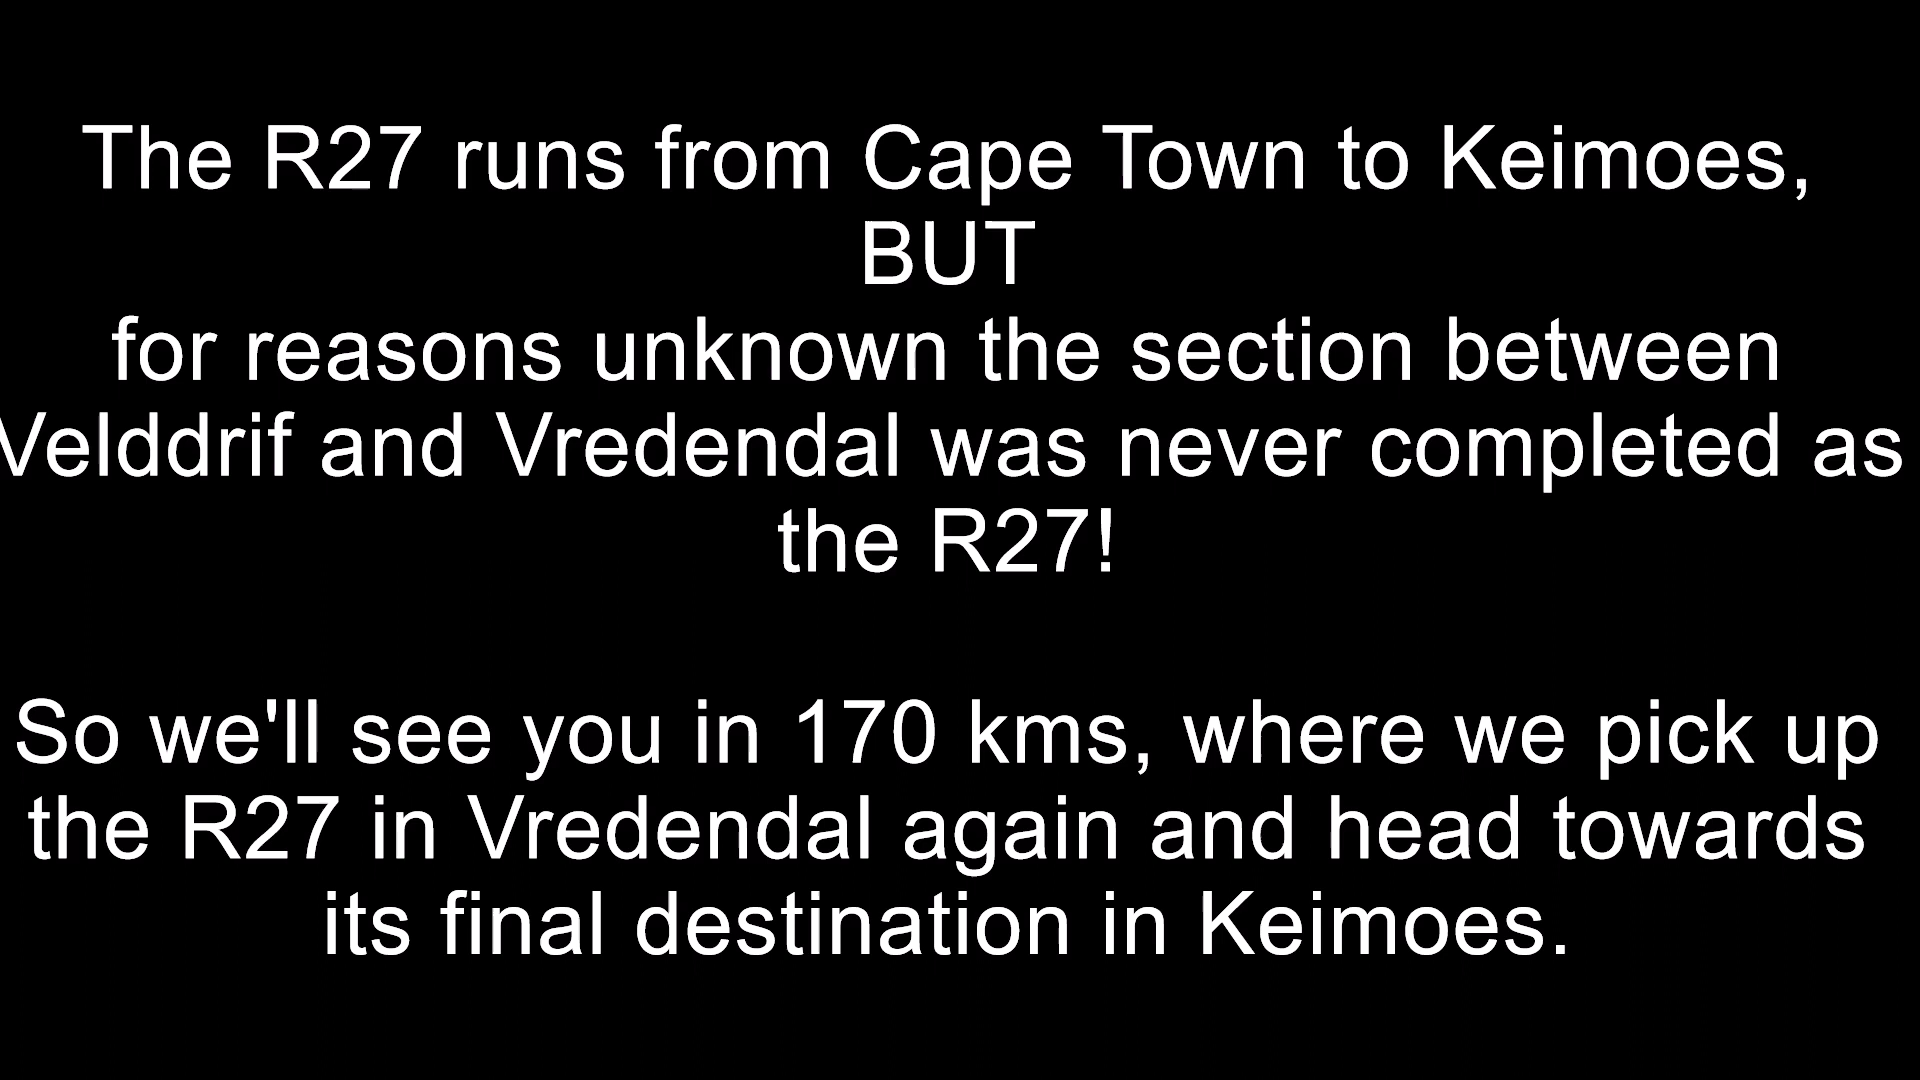 The R27 runs from Cape Town to Keimoes,
BUT
for reasons unknown the section between
Velddrif and Vredendal was never completed as
the R27!
So we'll see you in 170 kms, where we pick up
the R27 in Vredendal again and head towards
its final destination in Keimoes.